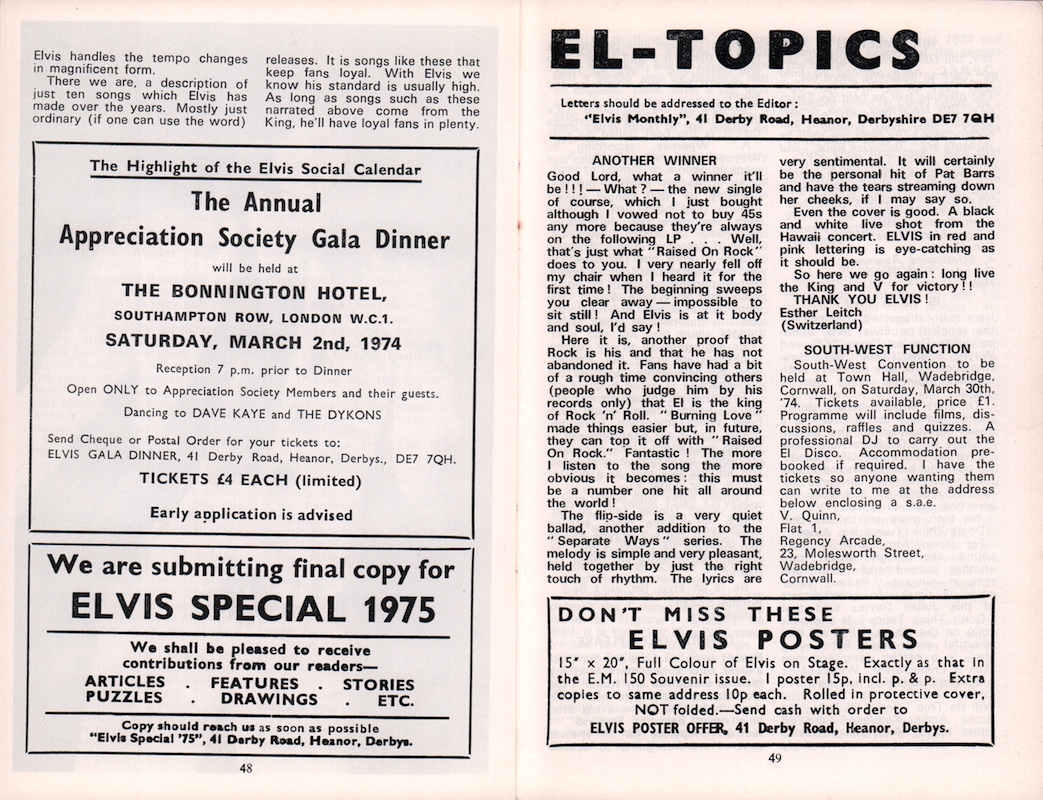 Elvis handles the tempo changes
in magnificent form.
There we are, a description of
just ten songs which Elvis has
made over the years. Mostly just
ordinary (if one can use the word)
releases. It is songs like these that
keep fans loyal. With Elvis we
know his standard is usually high.
As long as songs such as these
narrated above come from the
King, he'll have loyal fans in plenty.
The Highlight of the Elvis Social Calendar
The Annual
Appreciation Society Gala Dinner
will be held at
THE BONNINGTON HOTEL,
SOUTHAMPTON ROW, LONDON W.C.1.
SATURDAY, MARCH 2nd, 1974
Reception 7 p.m. prior to Dinner
Open ONLY to Appreciation Society Members and their guests.
Dancing to DAVE KAYE and THE DYKONS
Send Cheque or Postal Order for your tickets to:
ELVIS GALA DINNER, 41 Derby Road, Heanor, Derbys., DE7 7QH.
TICKETS £4 EACH (limited)
Early application is advised
We are submitting final copy for
ELVIS SPECIAL 1975
We shall be pleased to receive
contributions from our readers—
ARTICLES . FEATURES . STORIES
PUZZLES . DRAWINGS . ETC.
Copy should reach us as soon as possible
"Elvis Special '75", 41 Derby Road, Heanor, Derbys.
48
EL-TOPICS
Letters should be addressed to the Editor :
"Elvis Monthly", 41 Derby Road, Heanor, Derbyshire DE7 7QH
ANOTHER WINNER
Good Lord, what a winner it'll
be ! ! ! — What ? — the new single
of course, which I just bought
although I vowed not to buy 45s
any more because they're always
on the following LP . . . Well,
that's just what "Raised On Rock"
does to you. I very nearly fell off
my chair when I heard it for the
first time ! The beginning sweeps
you clear away — impossible to
sit still ! And Elvis is at it body
and soul, I'd say !
Here it is, another proof that
Rock is his and that he has not
abandoned it. Fans have had a bit
of a rough time convincing others
(people who judge him by his
records only) that El is the king
of Rock 'n' Roll. "Burning Love"
made things easier but, in future,
they can top it off with "Raised
On Rock." Fantastic ! The more
I listen to the song the more
obvious it becomes : this must
be a number one hit all around
the world !
The flip-side is a very quiet
ballad, another addition to the
"Separate Ways" series. The
melody is simple and very pleasant,
held together by just the right
touch of rhythm. The lyrics are
very sentimental. It will certainly
be the personal hit of Pat Barrs
and have the tears streaming down
her cheeks, if I may say so.
Even the cover is good. A black
and white live shot from the
Hawaii concert. ELVIS in red and
pink lettering is eye-catching as
it should be.
So here we go again : long live
the King and V for victory ! !
THANK YOU ELVIS !
Esther Leitch
(Switzerland)
SOUTH-WEST FUNCTION
South-West Convention to be
held at Town Hall, Wadebridge,
Cornwall, on Saturday, March 30th,
'74. Tickets available, price £1.
Programme will include films, dis-
cussions, raffles and quizzes. A
professional DJ to carry out the
El Disco. Accommodation pre-
booked if required. I have the
tickets so anyone wanting them
can write to me at the address
below enclosing a s.a.e.
V. Quinn,
Flat 1,
Regency Arcade,
23, Molesworth Street,
Wadebridge,
Cornwall.
DON'T MISS THESE
ELVIS POSTERS
15" x 20", Full Colour of Elvis on Stage. Exactly as that in
the E.M. 150 Souvenir issue. 1 poster 15p, incl. p. & p. Extra
copies to same address 10p each. Rolled in protective cover,
NOT folded.—Send cash with order to
ELVIS POSTER OFFER, 41 Derby Road, Heanor, Derbys.
49